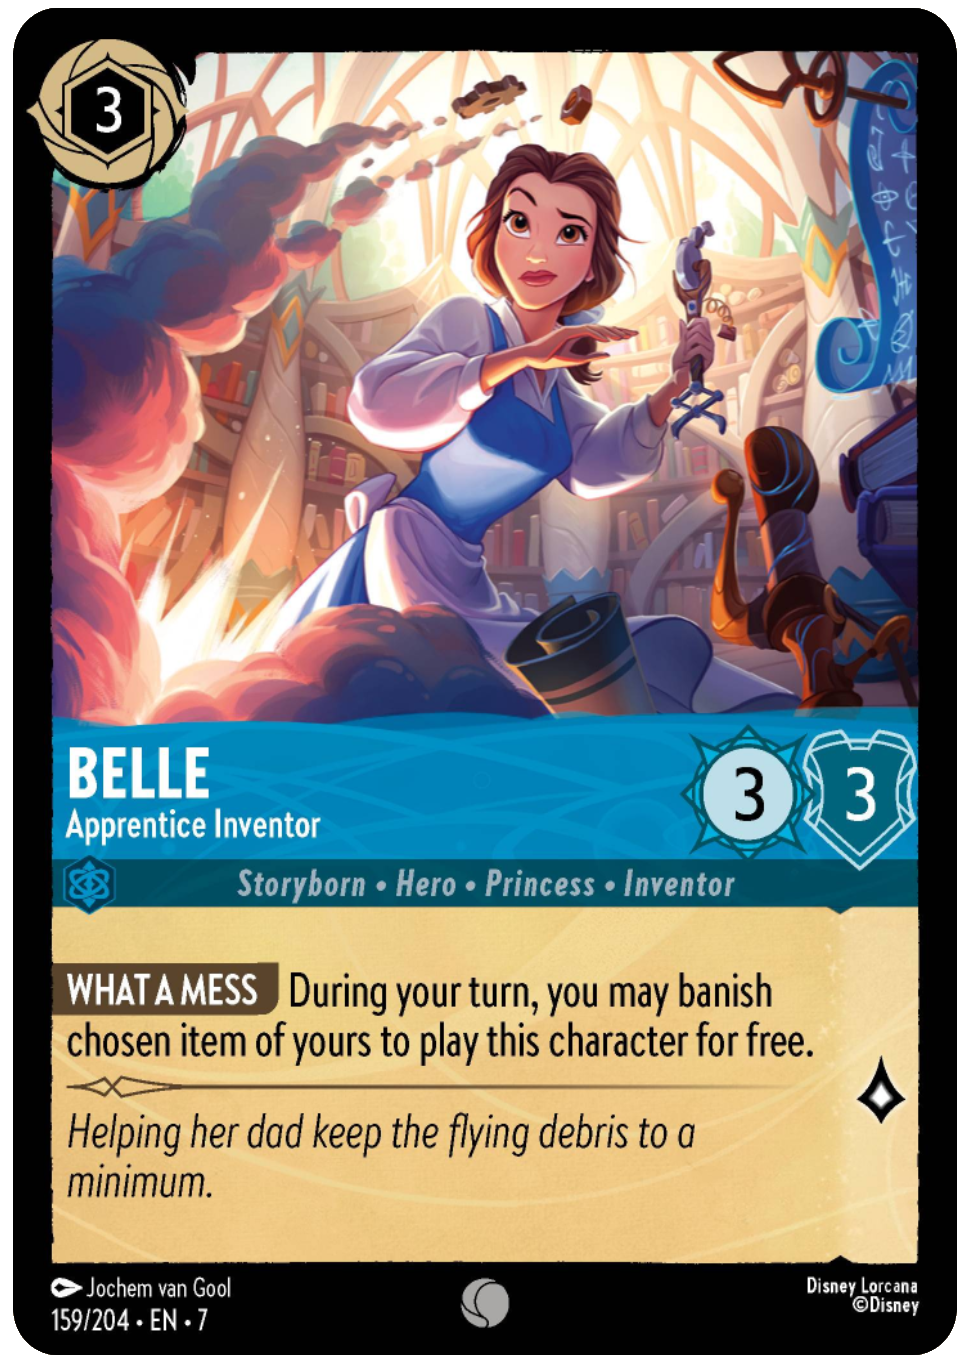 3
BELLE
Apprentice Inventor
3
3
Storyborn • Hero • Princess • Inventor
WHAT A MESS During your turn, you may banish
chosen item of yours to play this character for free.
Helping her dad keep the flying debris to a
minimum.
Jochem van Gool
159/204 • EN • 7
Disney Lorcana
©Disney